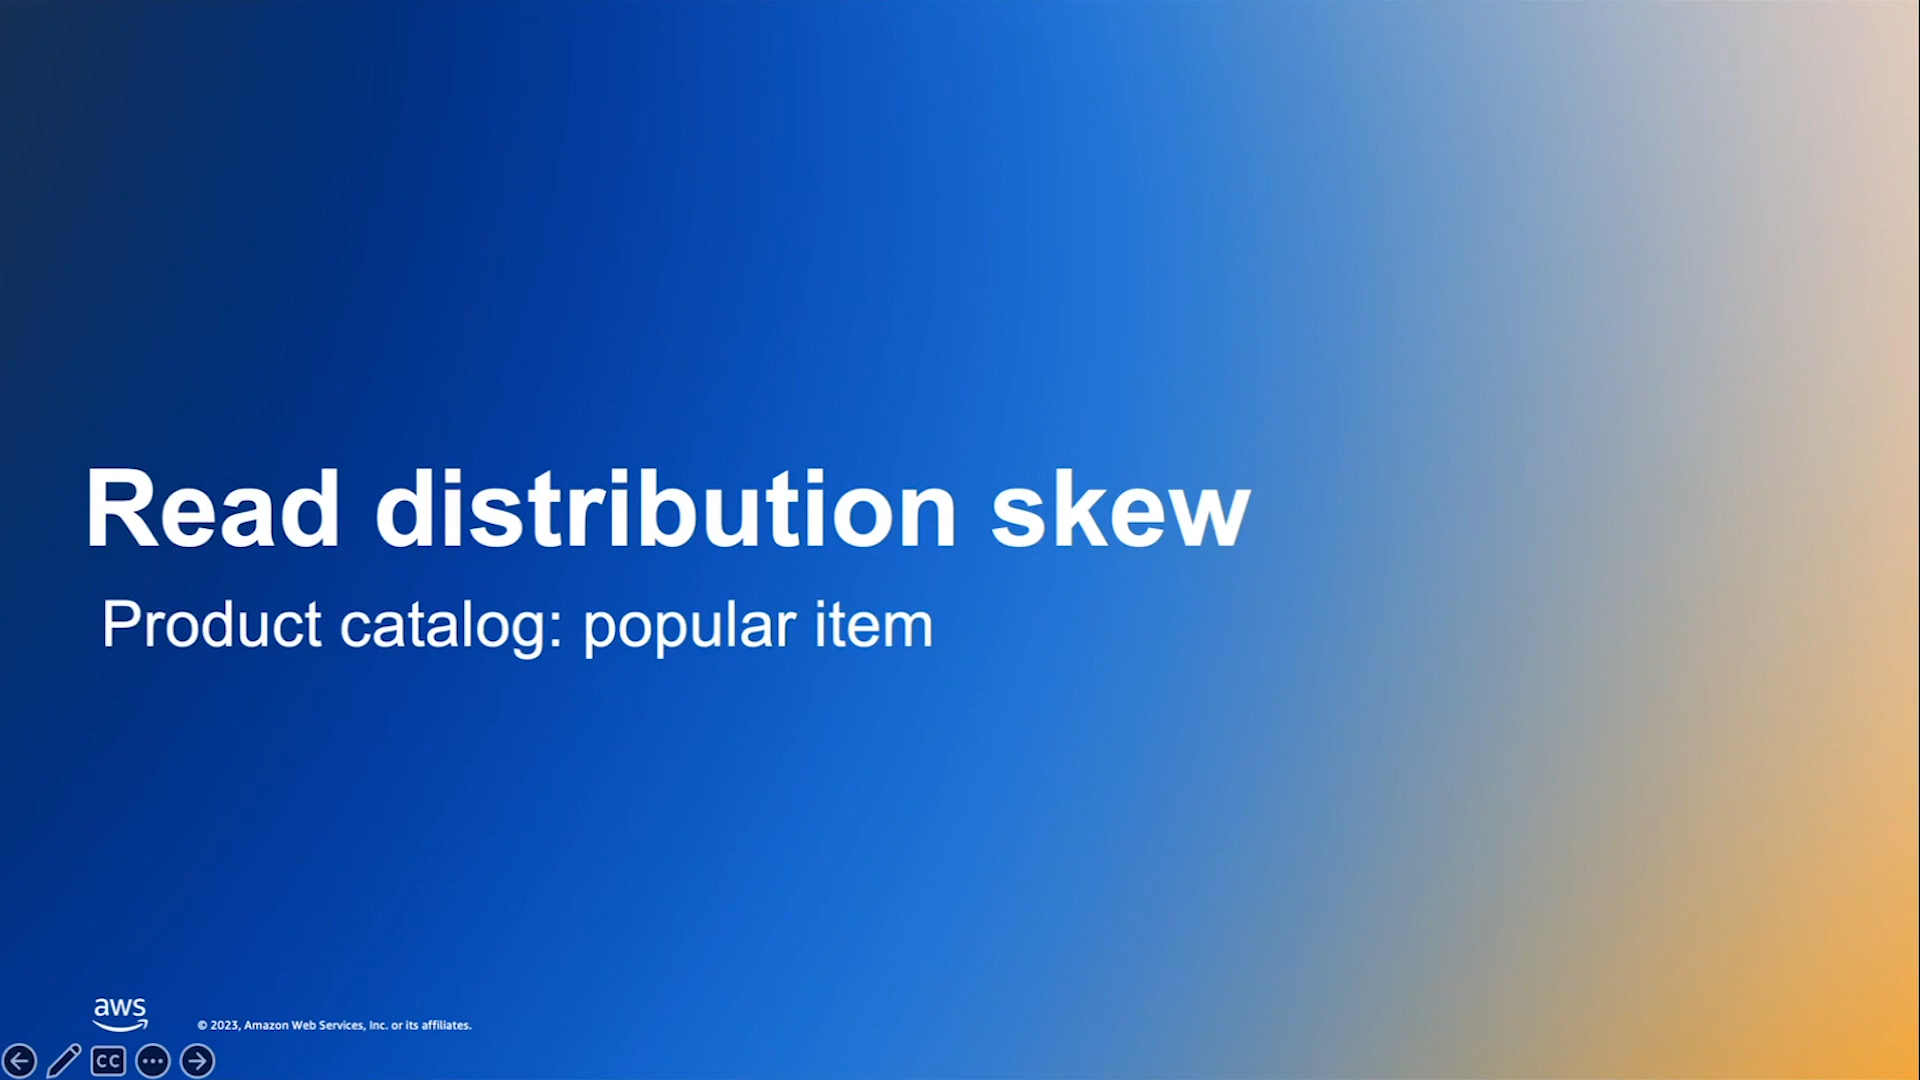 Read distribution skew
Product catalog: popular item
aws
© 2023, Amazon Web Services, Inc. or its affiliates.
CC